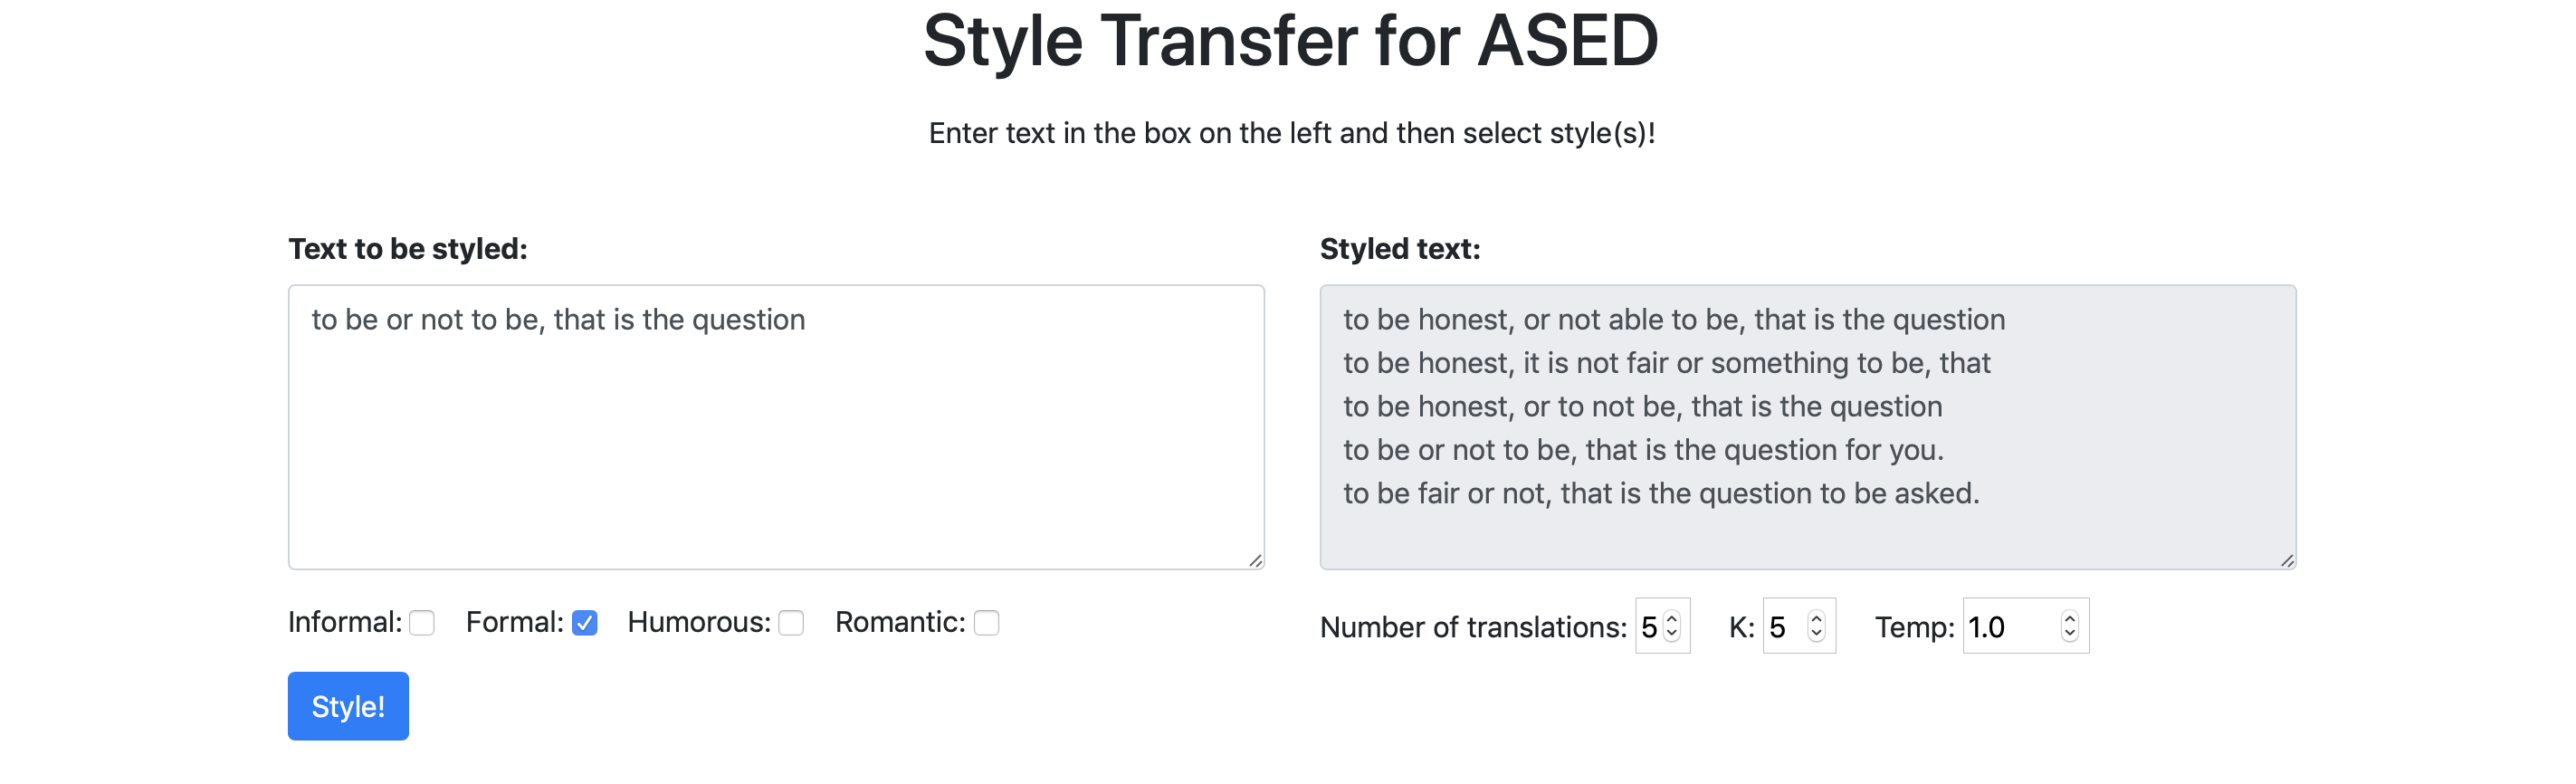 Style Transfer for ASED
Enter text in the box on the left and then select style(s)!
Text to be styled:
to be or not to be, that is the question
Informal: Formal: Humorous: Romantic:
Style!
Styled text:
to be honest, or not able to be, that is the question
to be honest, it is not fair or something to be, that
to be honest, or to not be, that is the question
to be or not to be, that is the question for you.
to be fair or not, that is the question to be asked.
Number of translations: 5 K: 5 Temp: 1.0